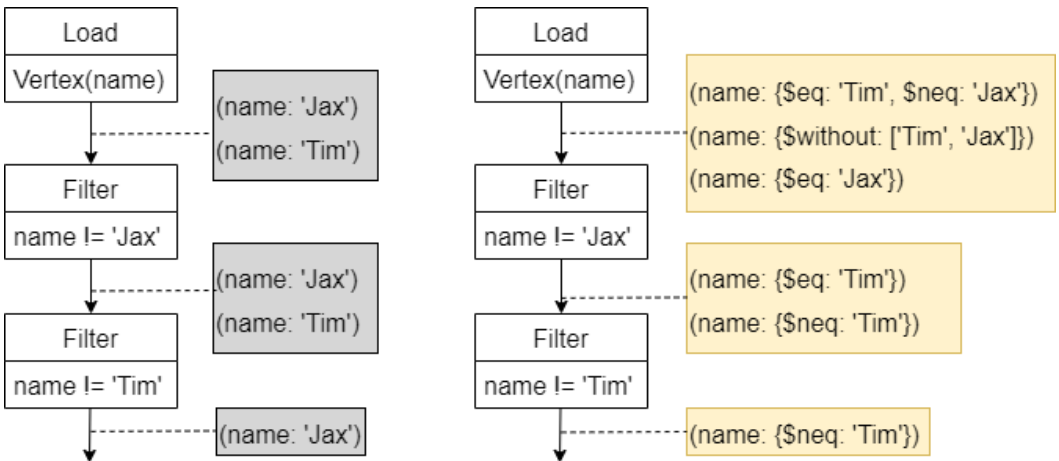 Load
Vertex(name)
(name: 'Jax')
(name: 'Tim')
Filter
name != 'Jax'
(name: 'Jax')
(name: 'Tim')
Filter
name != 'Tim'
(name: 'Jax')
Load
Vertex(name)
(name: {$eq: 'Tim', $neq: 'Jax'})
(name: {$without: ['Tim', 'Jax']})
(name: {$eq: 'Jax'})
Filter
name != 'Jax'
(name: {$eq: 'Tim'})
(name: {$neq: 'Tim'})
Filter
name != 'Tim'
(name: {$neq: 'Tim'})